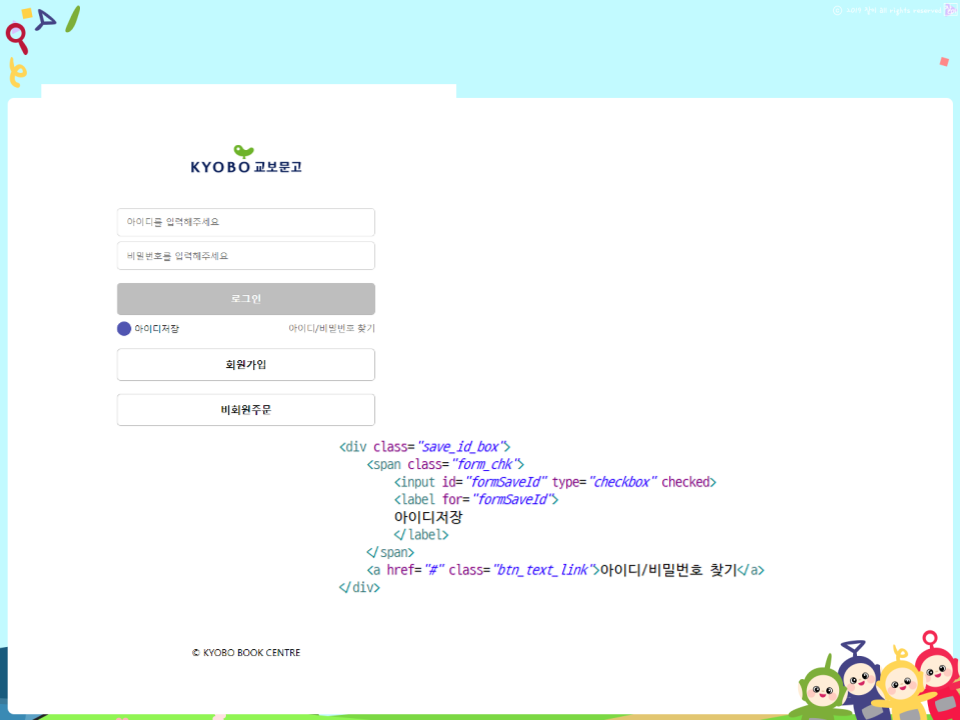 KYOBO 교보문고
아이디를 입력해주세요
비밀번호를 입력해주세요
로그인
아이디저장 아이디/비밀번호 찾기
회원가입
비회원주문
<div class="save_id_box">
<span class="form_chk">
<input id="formSaveId" type="checkbox" checked>
<label for="formSaveId">
아이디저장
</label>
</span>
<a href="#" class="btn_text_link">아이디/비밀번호 찾기</a>
</div>
© KYOBO BOOK CENTRE